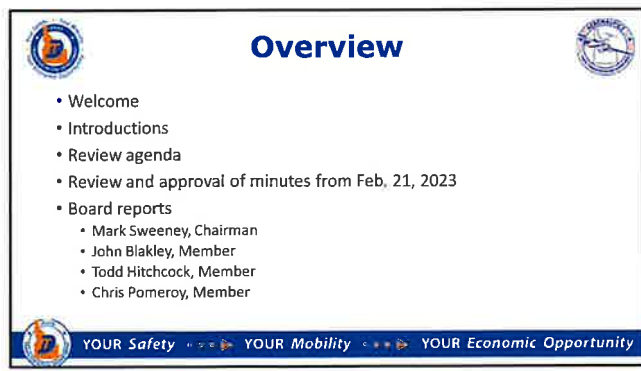 Overview
• Welcome
• Introductions
• Review agenda
• Review and approval of minutes from Feb. 21, 2023
• Board reports
• Mark Sweeney, Chairman
• John Blakley, Member
• Todd Hitchcock, Member
• Chris Pomeroy, Member
YOUR Safety YOUR Mobility YOUR Economic Opportunity